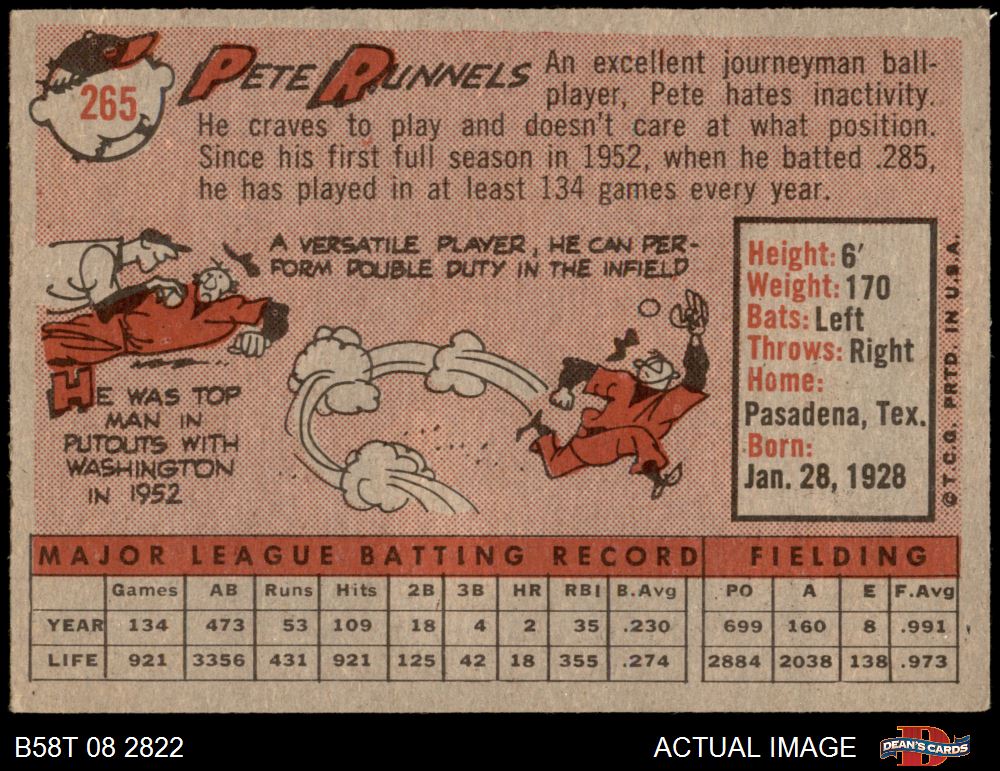 265
PETE RUNNELS
An excellent journeyman ball-
player, Pete hates inactivity.
He craves to play and doesn't care at what position.
Since his first full season in 1952, when he batted .285,
he has played in at least 134 games every year.
A VERSATILE PLAYER, HE CAN PER-
FORM DOUBLE DUTY IN THE INFIELD
HE WAS TOP
MAN IN
PUTOUTS WITH
WASHINGTON
IN 1952
Height: 6'
Weight: 170
Bats: Left
Throws: Right
Home:
Pasadena, Tex.
Born:
Jan. 28, 1928
© T.C.G. PRTD. IN U.S.A.
MAJOR LEAGUE BATTING RECORD FIELDING
Games AB Runs Hits 2B 3B HR RBI B.Avg PO A E F.Avg
YEAR 134 473 53 109 18 4 2 35 .230 699 160 8 .991
LIFE 921 3356 431 921 125 42 18 355 .274 2884 2038 138 .973
B58T 08 2822 ACTUAL IMAGE DEAN'S CARDS